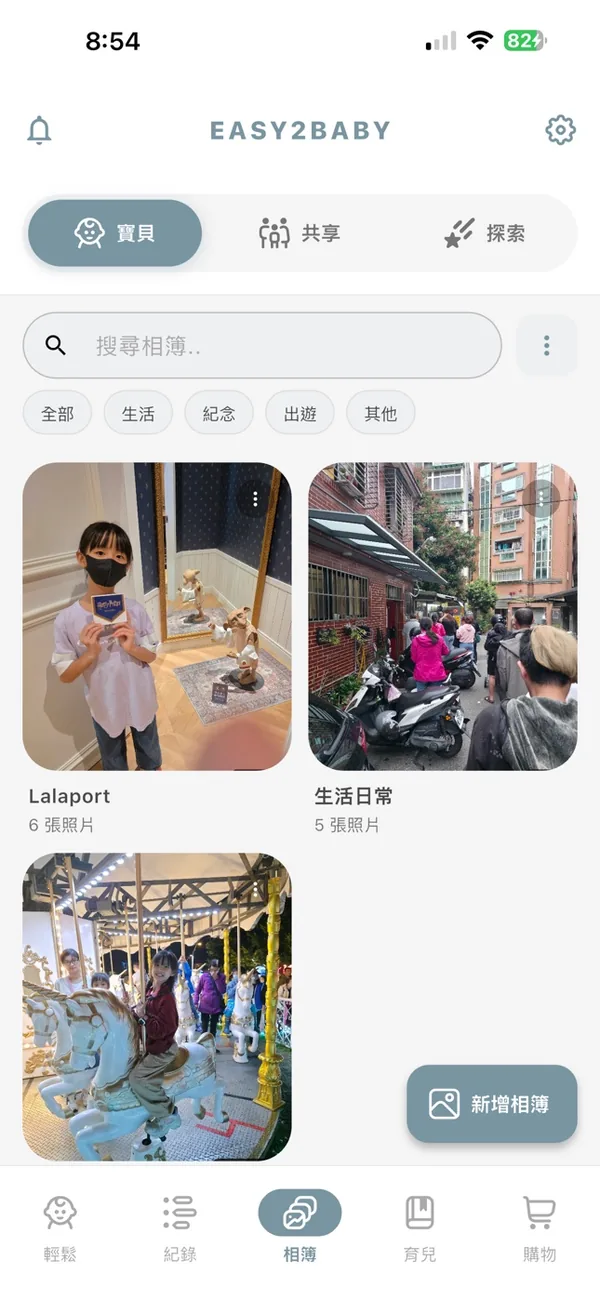 8:54
82
EASY2BABY
寶貝
共享
探索
搜尋相簿..
全部
生活
紀念
出遊
其他
Harry Potter
Lalaport
6 張照片
生活日常
5 張照片
新增相簿
輕鬆
紀錄
相簿
育兒
購物